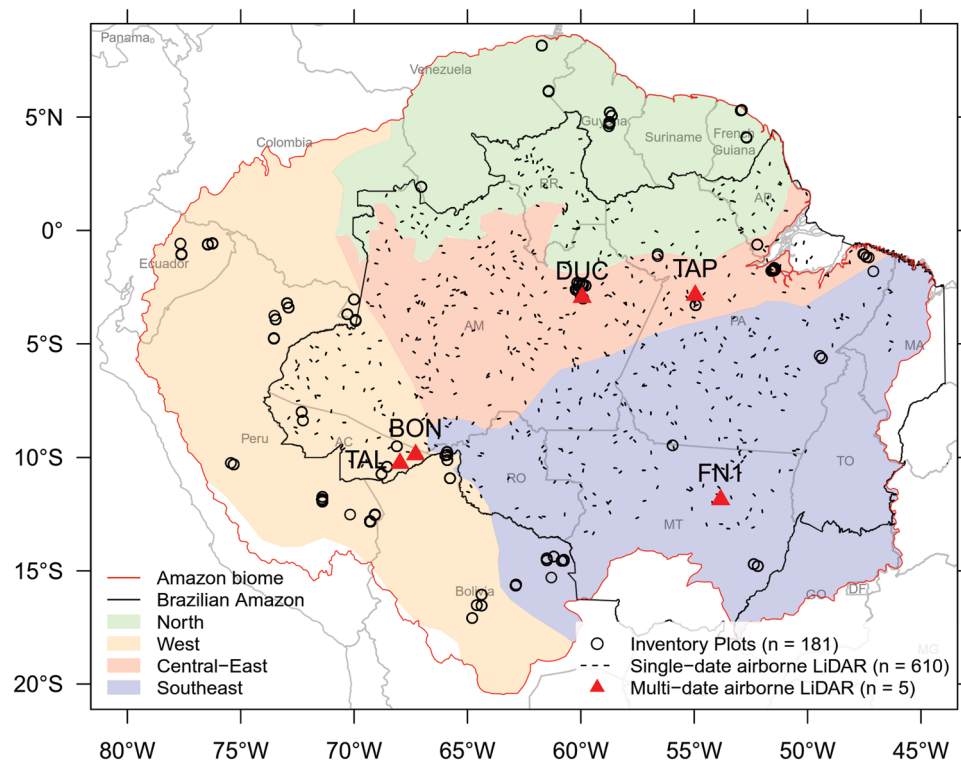 Panama
Venezuela
5°N
Guyana
Suriname
French
Guiana
Colombia
RR
AP
0°
Ecuador
DUC
TAP
AM
PA
5°S
MA
BON
Peru
AC
TAL
10°S
TO
RO
FN1
MT
15°S
Amazon biome
Bolivia
GO
DF
Brazilian Amazon
North
West
Inventory Plots (n = 181)
MG
Central−East
Single−date airborne LiDAR (n = 610)
Southeast
Multi−date airborne LiDAR (n = 5)
20°S
80°W 75°W 70°W 65°W 60°W 55°W 50°W 45°W